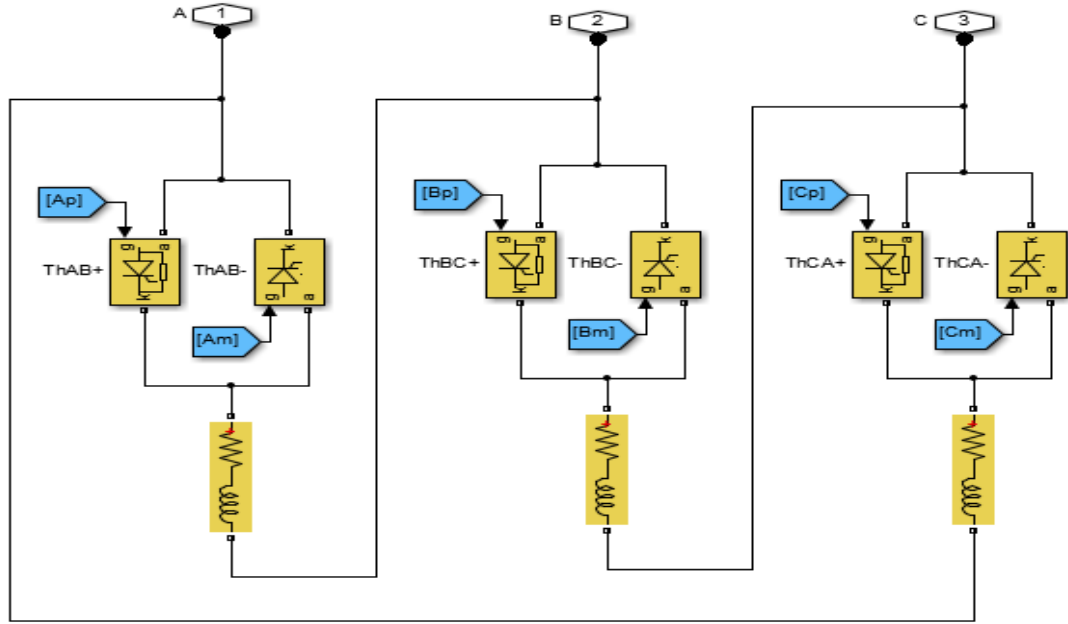 A 1
B 2
C 3
[Ap]
g a
ThAB+
k
ThAB-
k
g a
[Am]
[Bp]
g a
ThBC+
k
ThBC-
k
g a
[Bm]
[Cp]
g a
ThCA+
k
ThCA-
k
g a
[Cm]